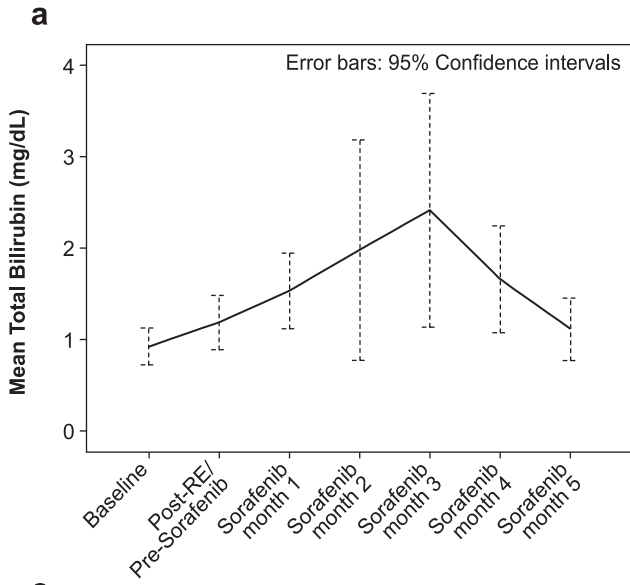 a
Error bars: 95% Confidence intervals
Mean Total Bilirubin (mg/dL)
4
3
2
1
0
Baseline
Post-RE/
Pre-Sorafenib
Sorafenib
month 1
Sorafenib
month 2
Sorafenib
month 3
Sorafenib
month 4
Sorafenib
month 5